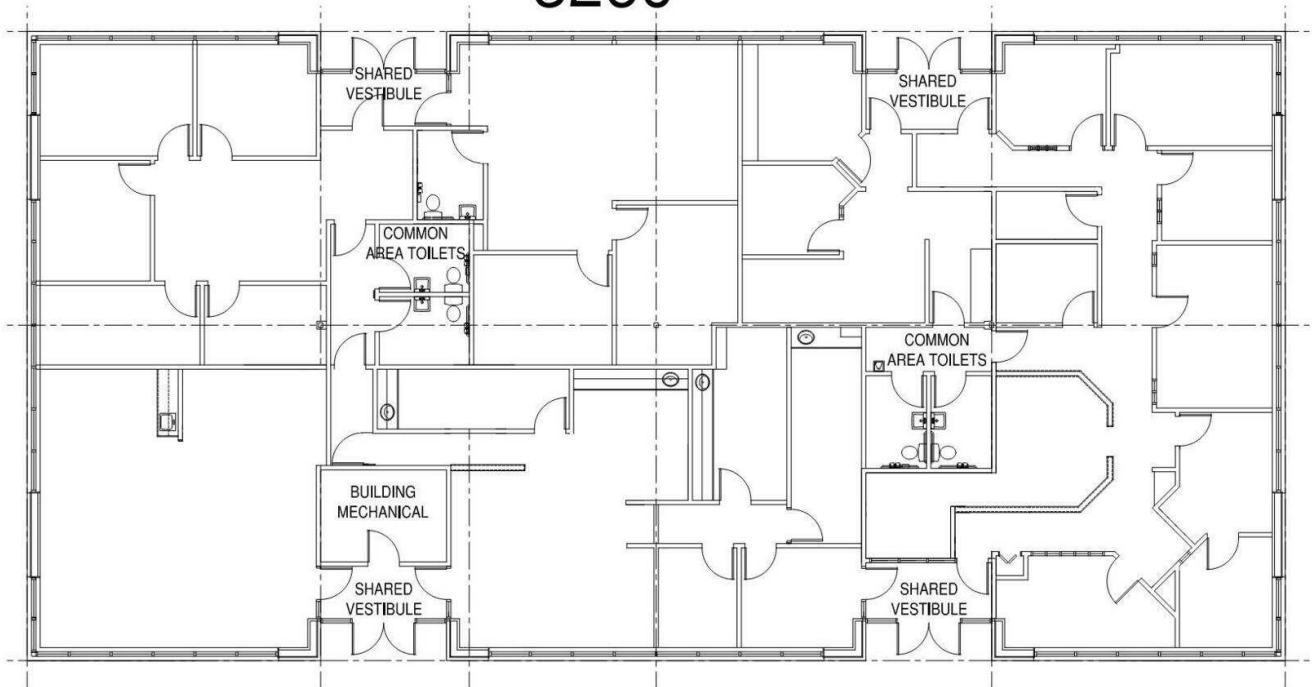 SHARED
VESTIBULE
SHARED
VESTIBULE
COMMON
AREA TOILETS
COMMON
AREA TOILETS
BUILDING
MECHANICAL
SHARED
VESTIBULE
SHARED
VESTIBULE